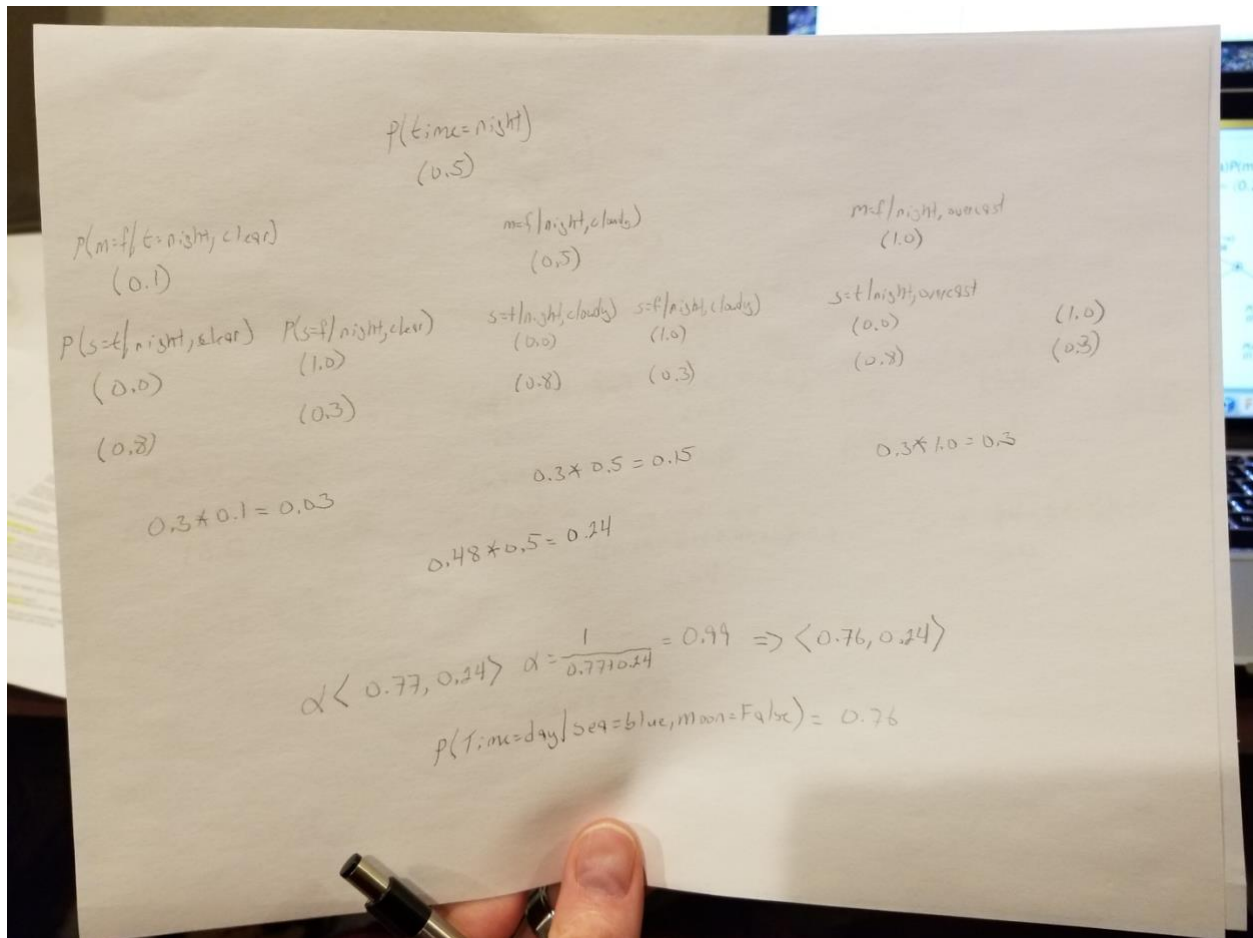 P(time=night)
(0.5)
P(m=f|t=night, clear)
(0.1)
m=f|night,cloudy)
(0.5)
m=f|night, overcast
(1.0)
P(s=t|night, clear) P(s=f|night,clear)
(0.0) (1.0)
(0.8) (0.3)
s=t|night,cloudy) s=f|night,cloudy)
(0.0) (1.0)
(0.8) (0.3)
s=t|night,overcast
(0.0) (1.0)
(0.8) (0.3)
0.3*0.1=0.03
0.3*0.5=0.15
0.3*1.0=0.3
0.48*0.5=0.24
α<0.77,0.24> α=1/(0.77+0.24)=0.99 => <0.76,0.24>
P(Time=day|sea=blue,moon=False)=0.76